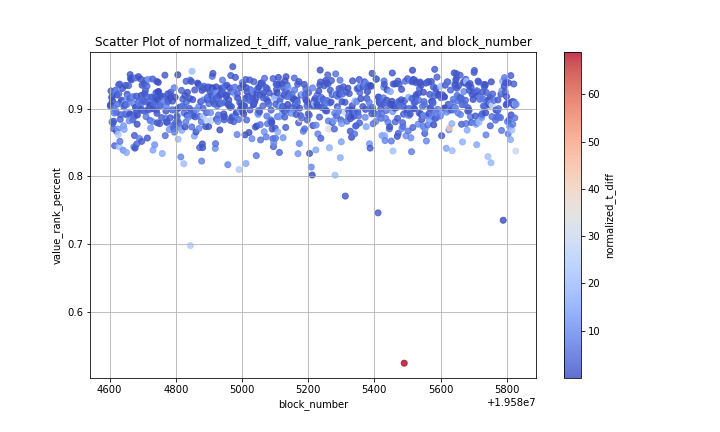 Scatter Plot of normalized_t_diff, value_rank_percent, and block_number
value_rank_percent
0.9
0.8
0.7
0.6
4600 4800 5000 5200 5400 5600 5800
+1.958e7
block_number
60
50
40
30
20
10
normalized_t_diff